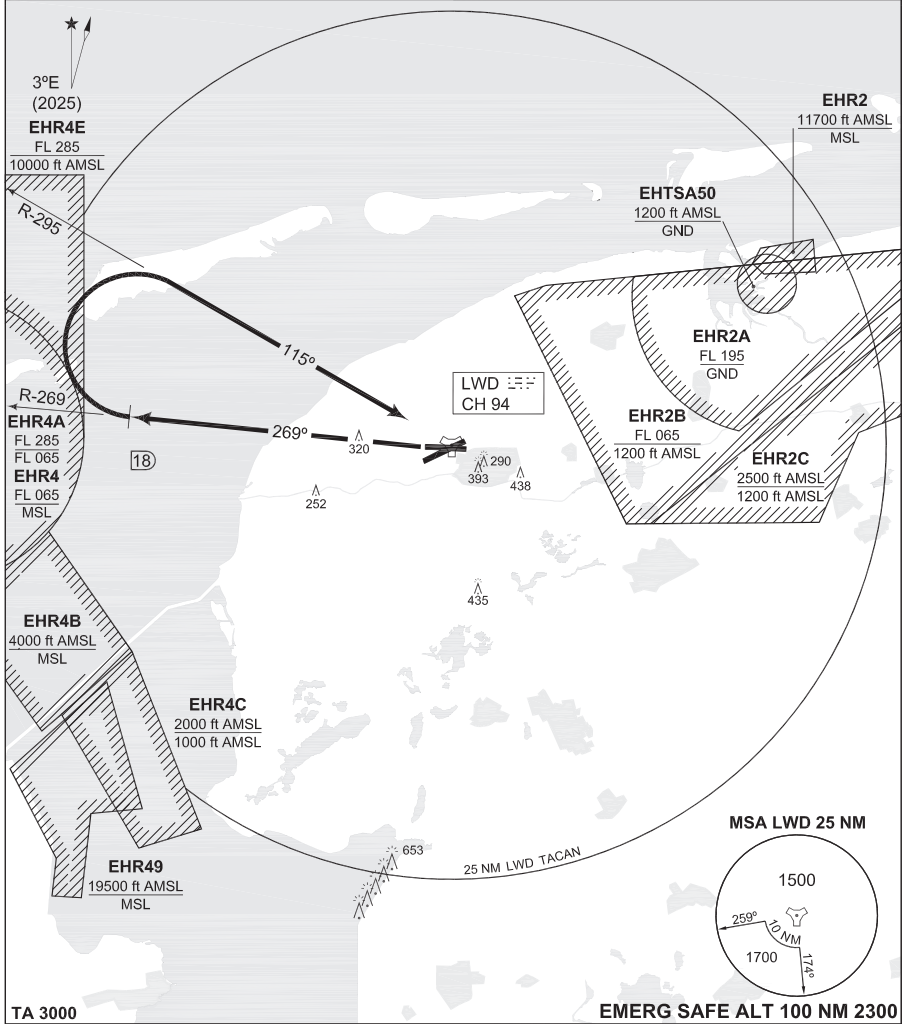 3ºE
(2025)
EHR4E
FL 285
10000 ft AMSL
EHR2
11700 ft AMSL
MSL
EHTSA50
1200 ft AMSL
GND
R-295
115º
EHR2A
FL 195
GND
LWD
CH 94
R-269
269º
320
EHR4A
FL 285
FL 065
EHR4
FL 065
MSL
18
EHR2B
FL 065
1200 ft AMSL
EHR2C
2500 ft AMSL
1200 ft AMSL
290
393
438
252
435
EHR4B
4000 ft AMSL
MSL
EHR4C
2000 ft AMSL
1000 ft AMSL
653
25 NM LWD TACAN
EHR49
19500 ft AMSL
MSL
MSA LWD 25 NM
1500
259º
10 NM
1700
174º
TA 3000
EMERG SAFE ALT 100 NM 2300